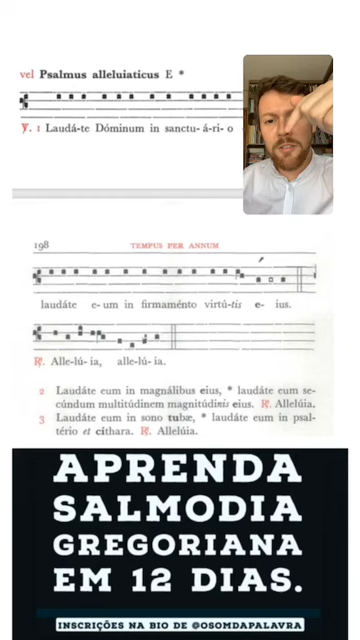 vel Psalmus alleluiaticus E *
℣. 1 Laudá-te Dóminum in sanctu-á-ri-o
198 TEMPUS PER ANNUM
laudáte e-um in firmaménto virtú-tis e- ius.
℟. Alle-lú-ia, alle-lú-ia.
2 Laudáte eum in magnálibus eius, * laudáte eum se-
cúndum multitúdinem magnitúdinis eius. ℟. Allelúia.
3 Laudáte eum in sono tubæ, * laudáte eum in psal-
tério et cíthara. ℟. Allelúia.
APRENDA
SALMODIA
GREGORIANA
EM 12 DIAS.
INSCRIÇÕES NA BIO DE @OSOMDAPALAVRA